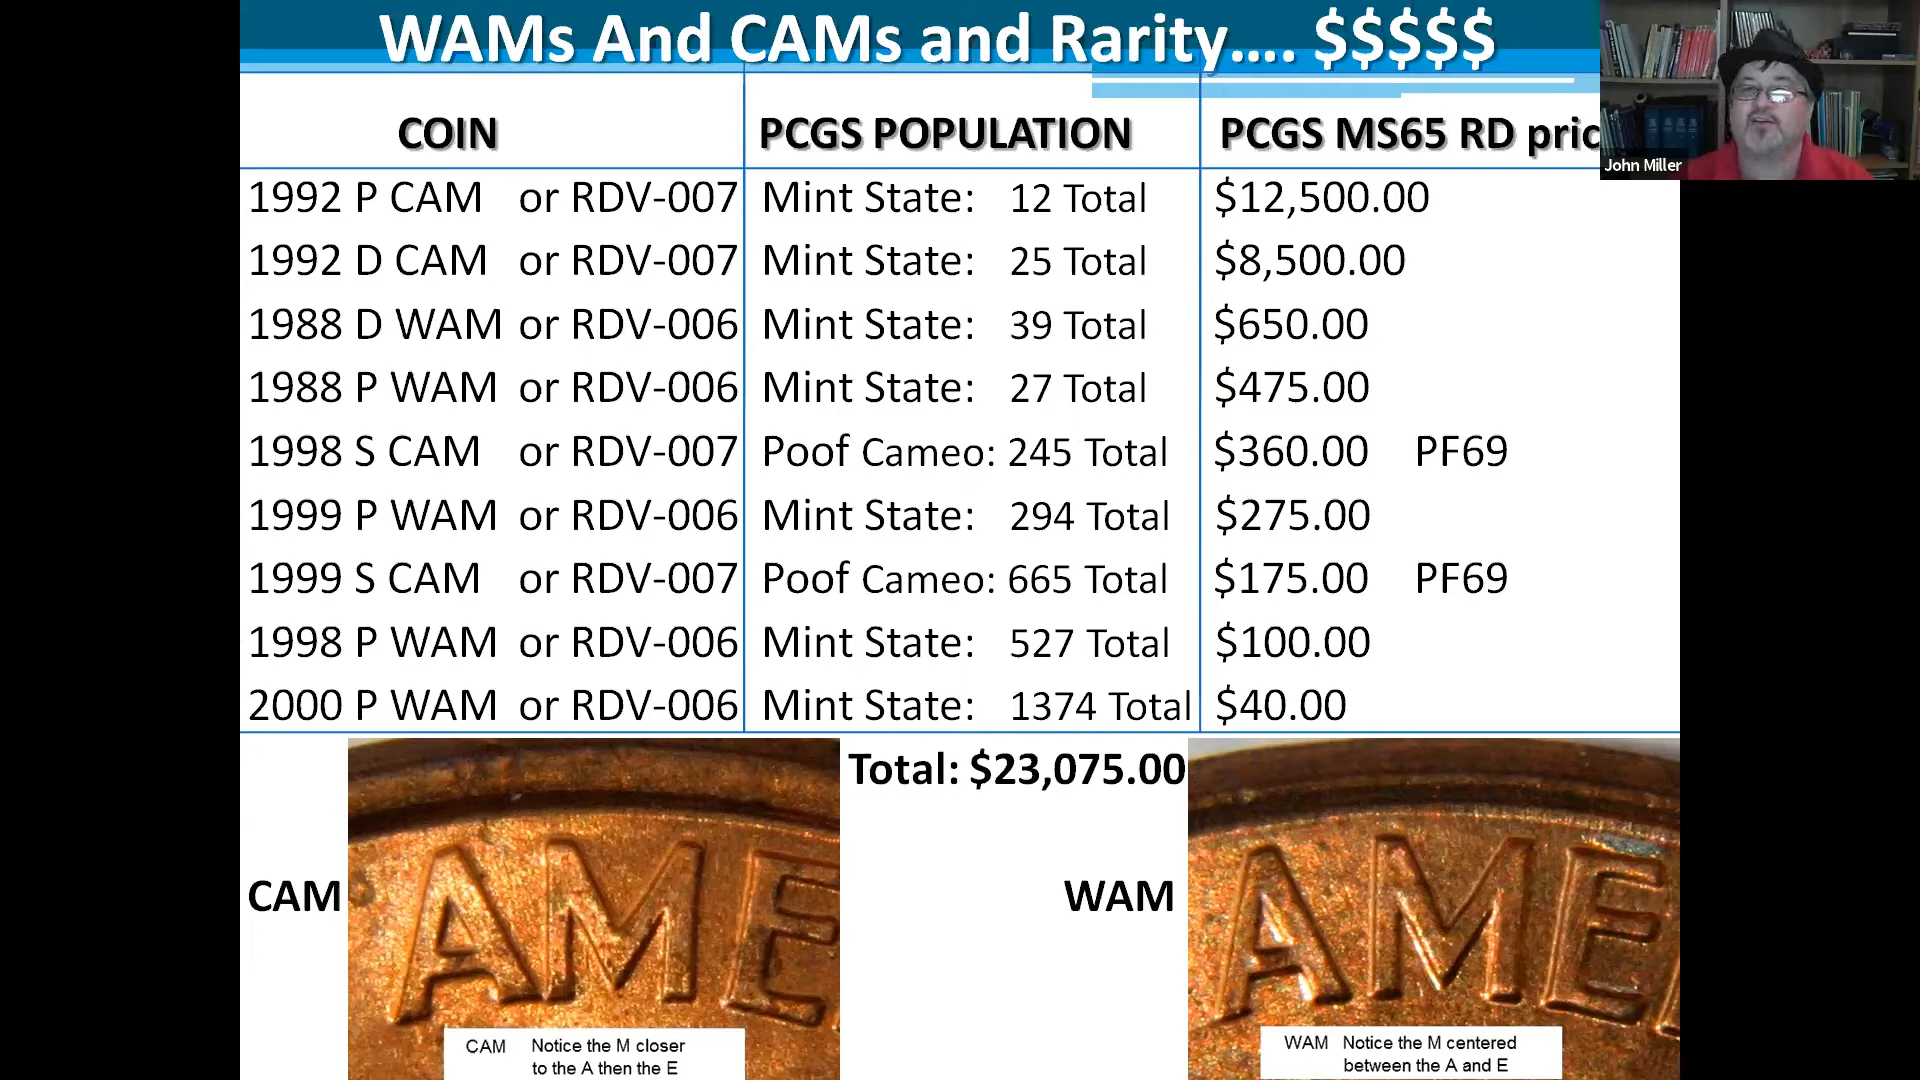 WAMs And CAMs and Rarity.... $$$$$
COIN PCGS POPULATION PCGS MS65 RD pric
John Miller
1992 P CAM or RDV-007 Mint State: 12 Total $12,500.00
1992 D CAM or RDV-007 Mint State: 25 Total $8,500.00
1988 D WAM or RDV-006 Mint State: 39 Total $650.00
1988 P WAM or RDV-006 Mint State: 27 Total $475.00
1998 S CAM or RDV-007 Poof Cameo: 245 Total $360.00 PF69
1999 P WAM or RDV-006 Mint State: 294 Total $275.00
1999 S CAM or RDV-007 Poof Cameo: 665 Total $175.00 PF69
1998 P WAM or RDV-006 Mint State: 527 Total $100.00
2000 P WAM or RDV-006 Mint State: 1374 Total $40.00
Total: $23,075.00
CAM
AME
CAM Notice the M closer
to the A then the E
WAM
AME
WAM Notice the M centered
between the A and E